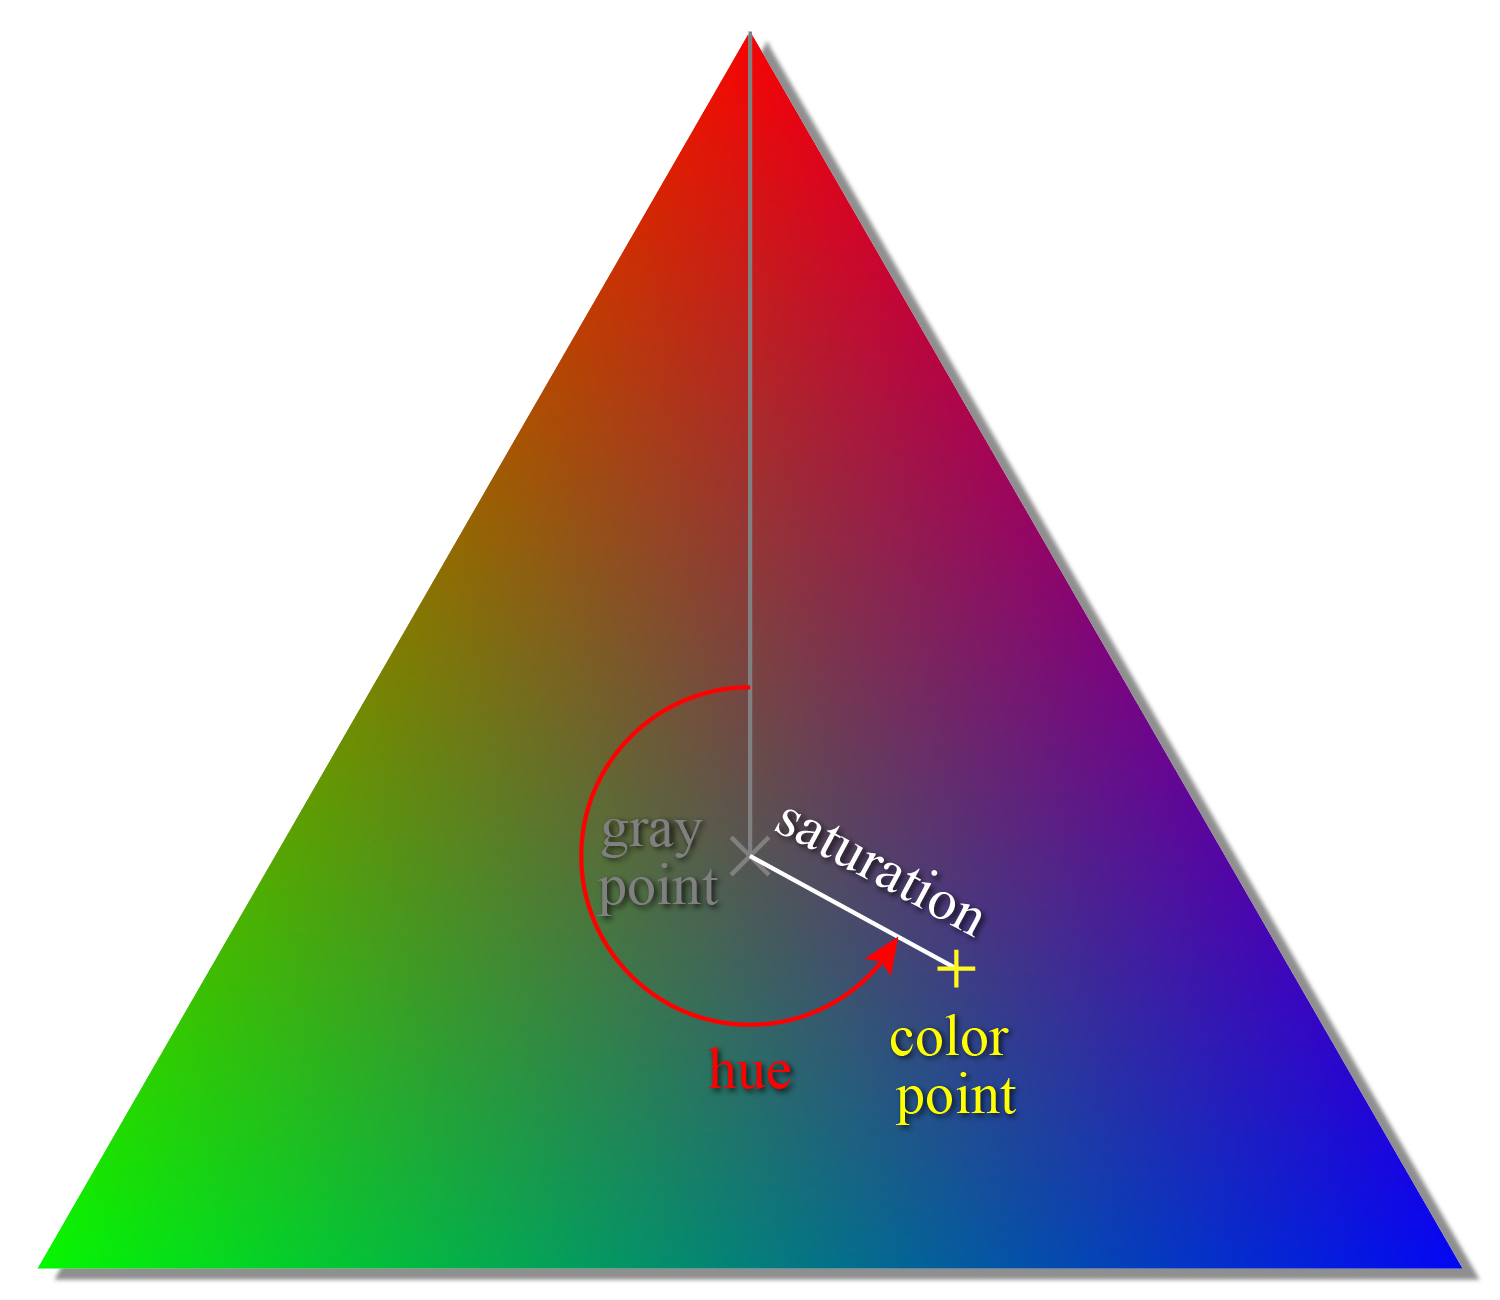 gray
point
saturation
color
point
hue